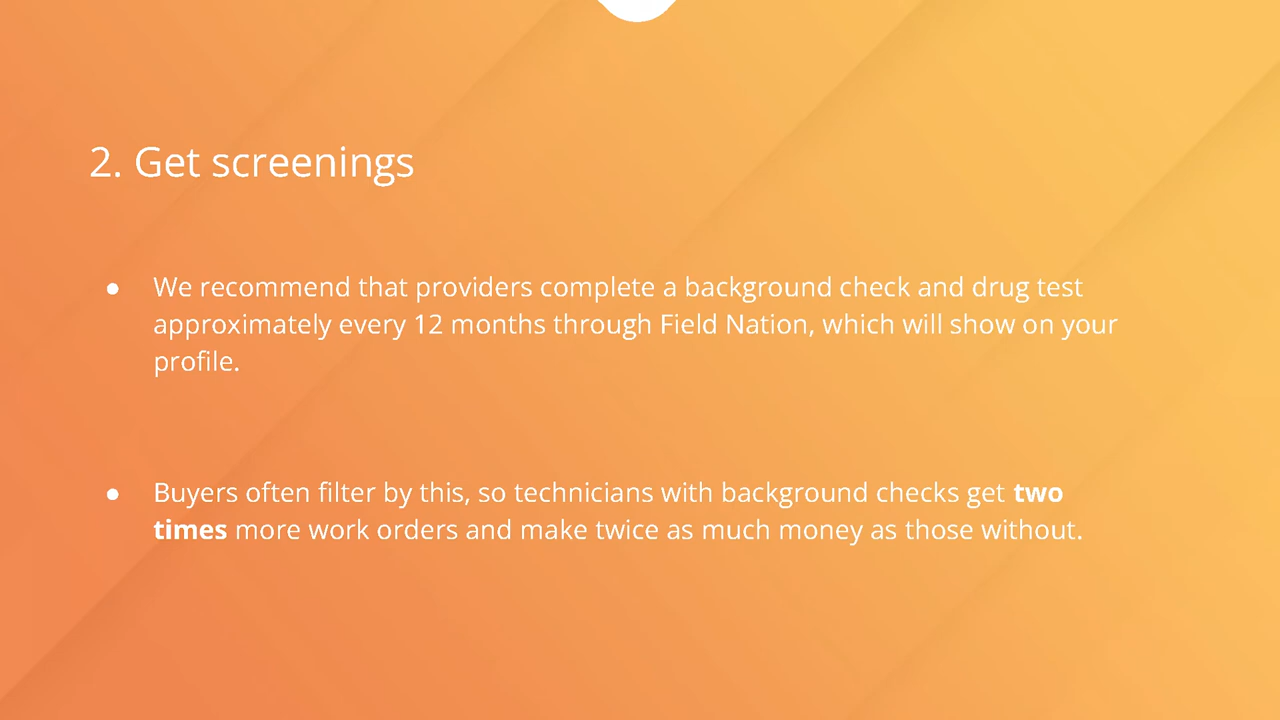 2. Get screenings
● We recommend that providers complete a background check and drug test
approximately every 12 months through Field Nation, which will show on your
profile.
● Buyers often filter by this, so technicians with background checks get two
times more work orders and make twice as much money as those without.